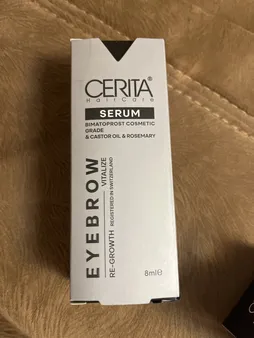 CERITA®
HairCare
SERUM
BIMATOPROST COSMETIC
GRADE
& CASTOR OIL & ROSEMARY
EYEBROW
VITALIZE
RE-GROWTH
REGISTERED IN SWITZERLAND
8ml℮